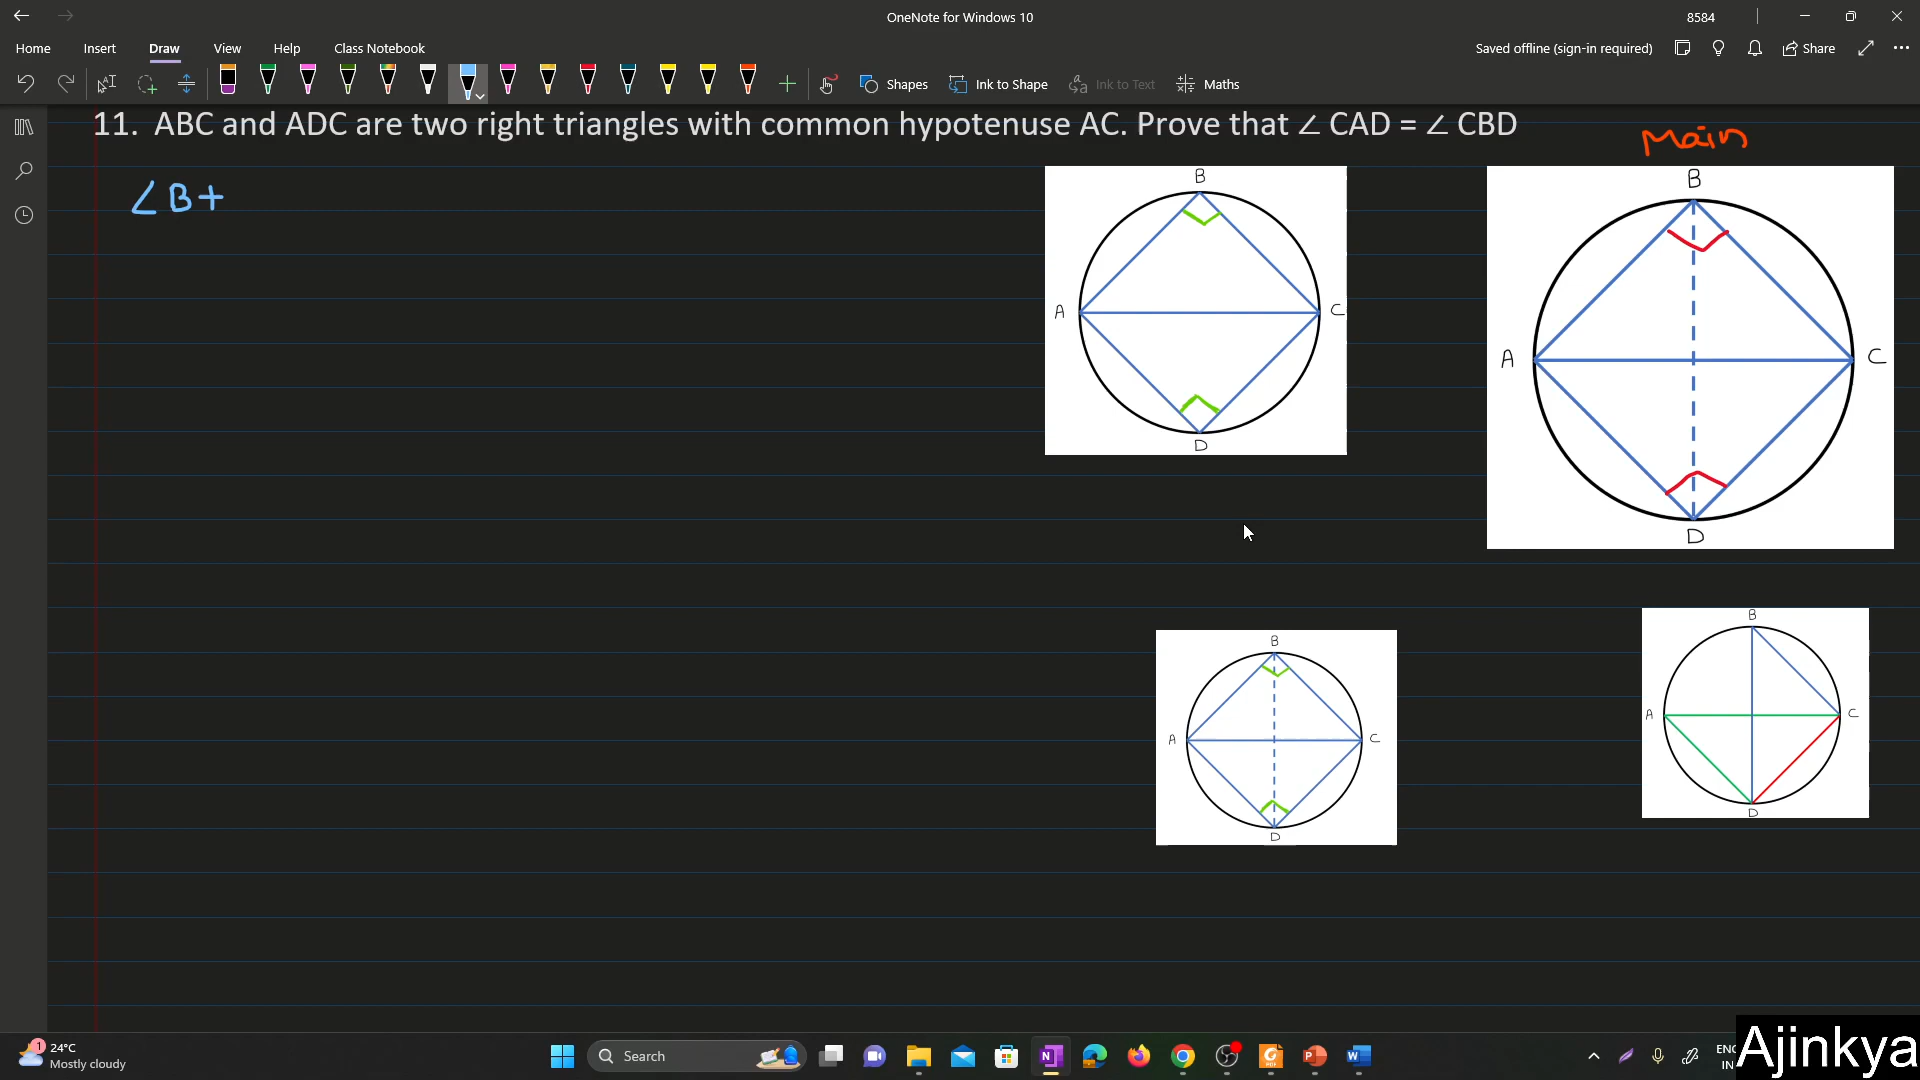 OneNote for Windows 10
8584
Home Insert Draw View Help Class Notebook
Saved offline (sign-in required)
Share
Shapes Ink to Shape Ink to Text Maths
11. ABC and ADC are two right triangles with common hypotenuse AC. Prove that ∠ CAD = ∠ CBD
Main
∠B+
B
A
C
D
B
A
C
D
B
A
C
D
B
A
C
D
1
24°C
Mostly cloudy
Search
ENG
IN
Ajinkya